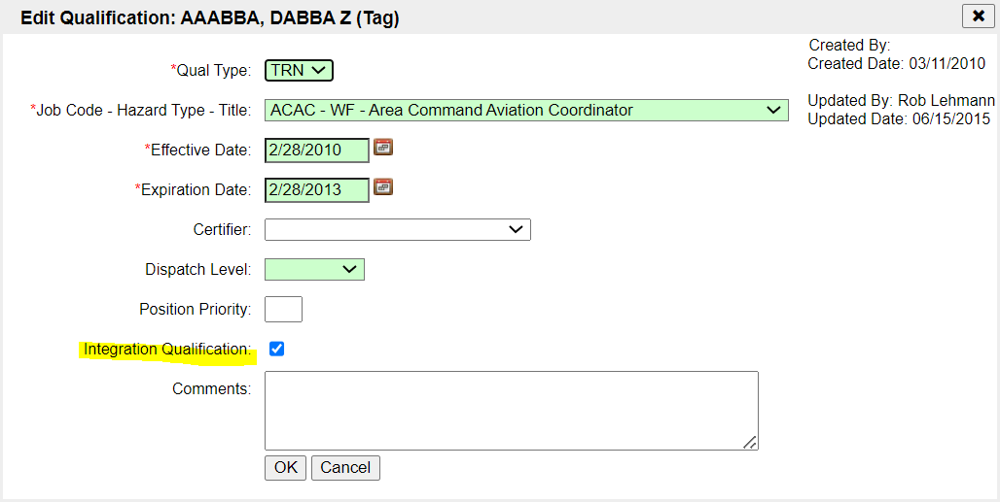 Edit Qualification: AAABBA, DABBA Z (Tag)
Created By:
Created Date: 03/11/2010
Updated By: Rob Lehmann
Updated Date: 06/15/2015
*Qual Type: TRN
*Job Code - Hazard Type - Title: ACAC - WF - Area Command Aviation Coordinator
*Effective Date: 2/28/2010
*Expiration Date: 2/28/2013
Certifier:
Dispatch Level:
Position Priority:
Integration Qualification:
Comments:
OK Cancel